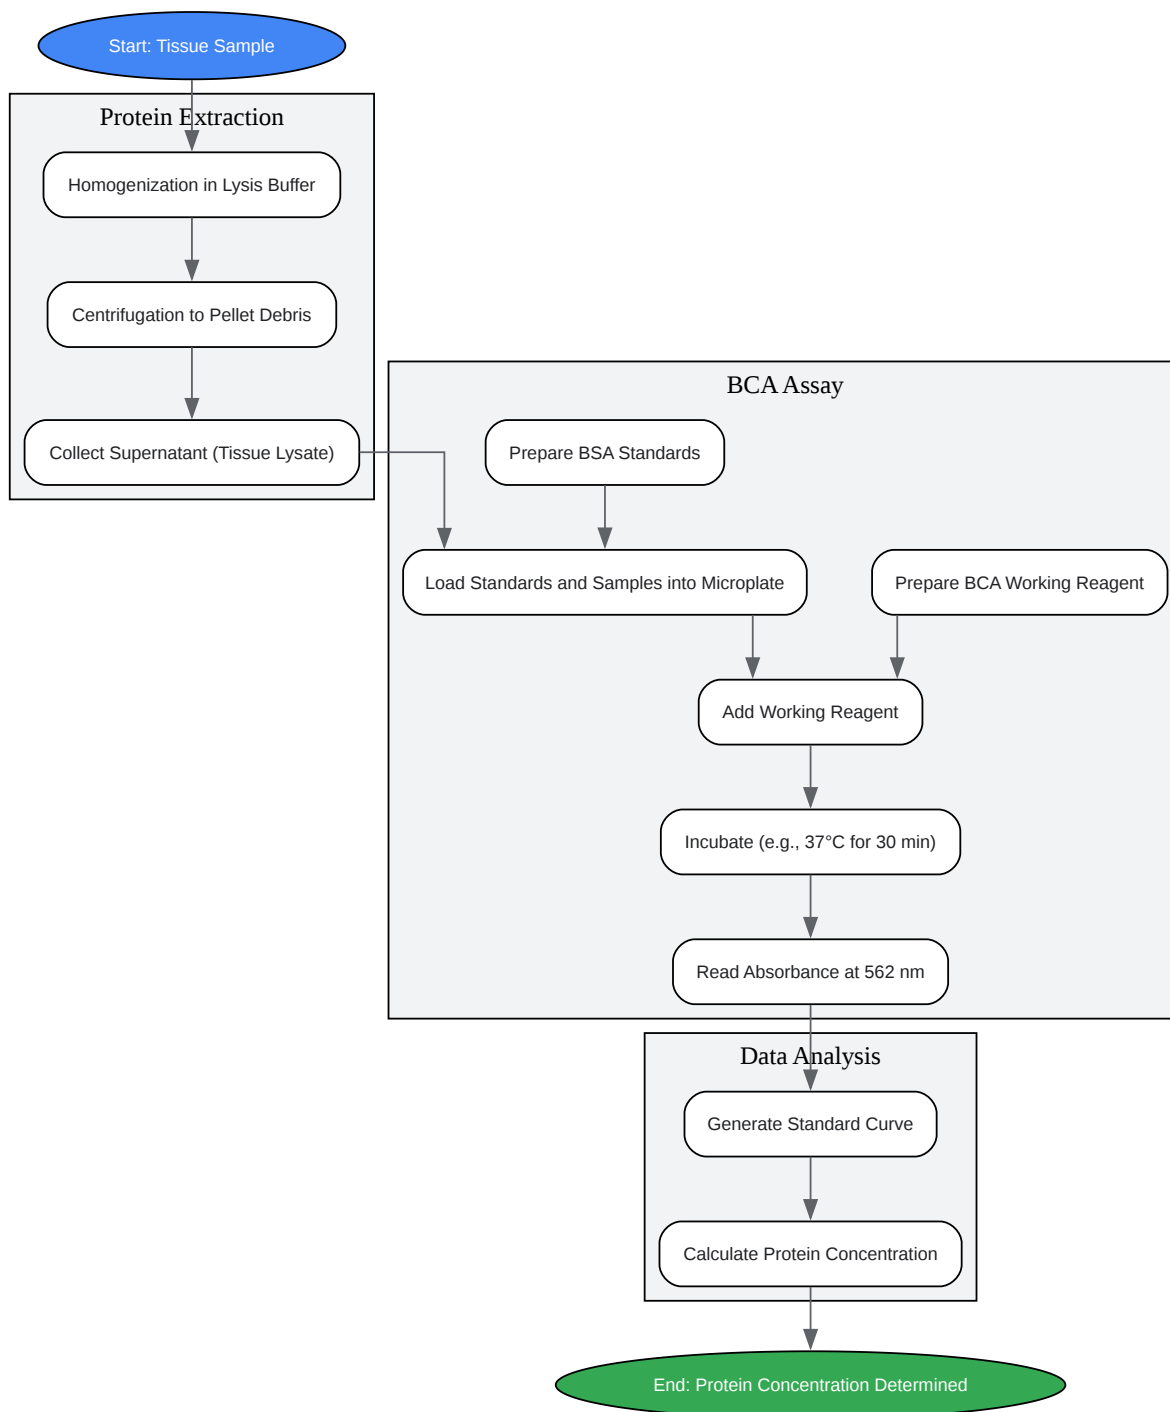 Start: Tissue Sample
Protein Extraction
Homogenization in Lysis Buffer
Centrifugation to Pellet Debris
Collect Supernatant (Tissue Lysate)
BCA Assay
Prepare BSA Standards
Load Standards and Samples into Microplate
Prepare BCA Working Reagent
Add Working Reagent
Incubate (e.g., 37°C for 30 min)
Read Absorbance at 562 nm
Data Analysis
Generate Standard Curve
Calculate Protein Concentration
End: Protein Concentration Determined